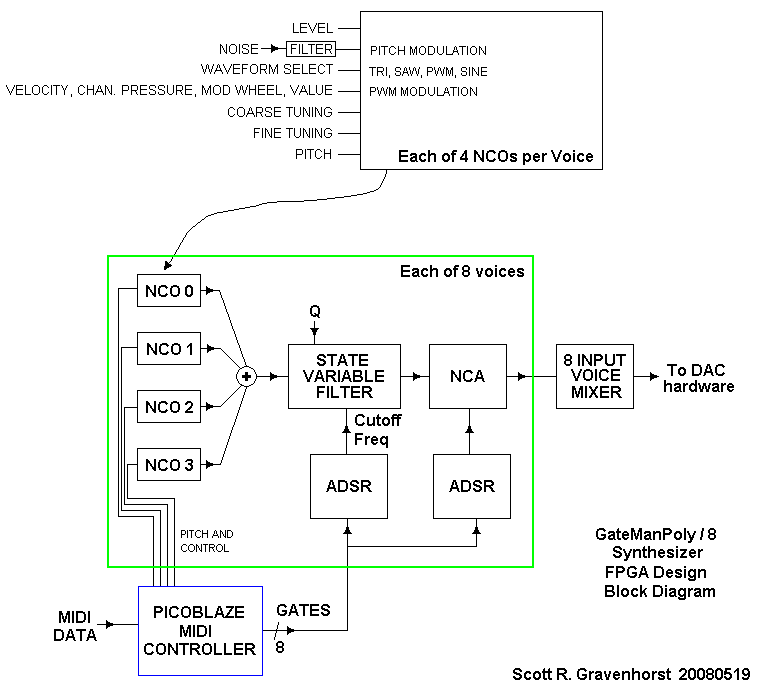 LEVEL
NOISE FILTER PITCH MODULATION
WAVEFORM SELECT TRI, SAW, PWM, SINE
VELOCITY, CHAN. PRESSURE, MOD WHEEL, VALUE PWM MODULATION
COARSE TUNING
FINE TUNING
PITCH
Each of 4 NCOs per Voice
Each of 8 voices
NCO 0
NCO 1
NCO 2
NCO 3
+
Q
STATE
VARIABLE
FILTER
NCA
8 INPUT
VOICE
MIXER
To DAC
hardware
Cutoff
Freq
ADSR
ADSR
PITCH AND
CONTROL
GateManPoly / 8
Synthesizer
FPGA Design
Block Diagram
MIDI
DATA
PICOBLAZE
MIDI
CONTROLLER
GATES
8
Scott R. Gravenhorst 20080519